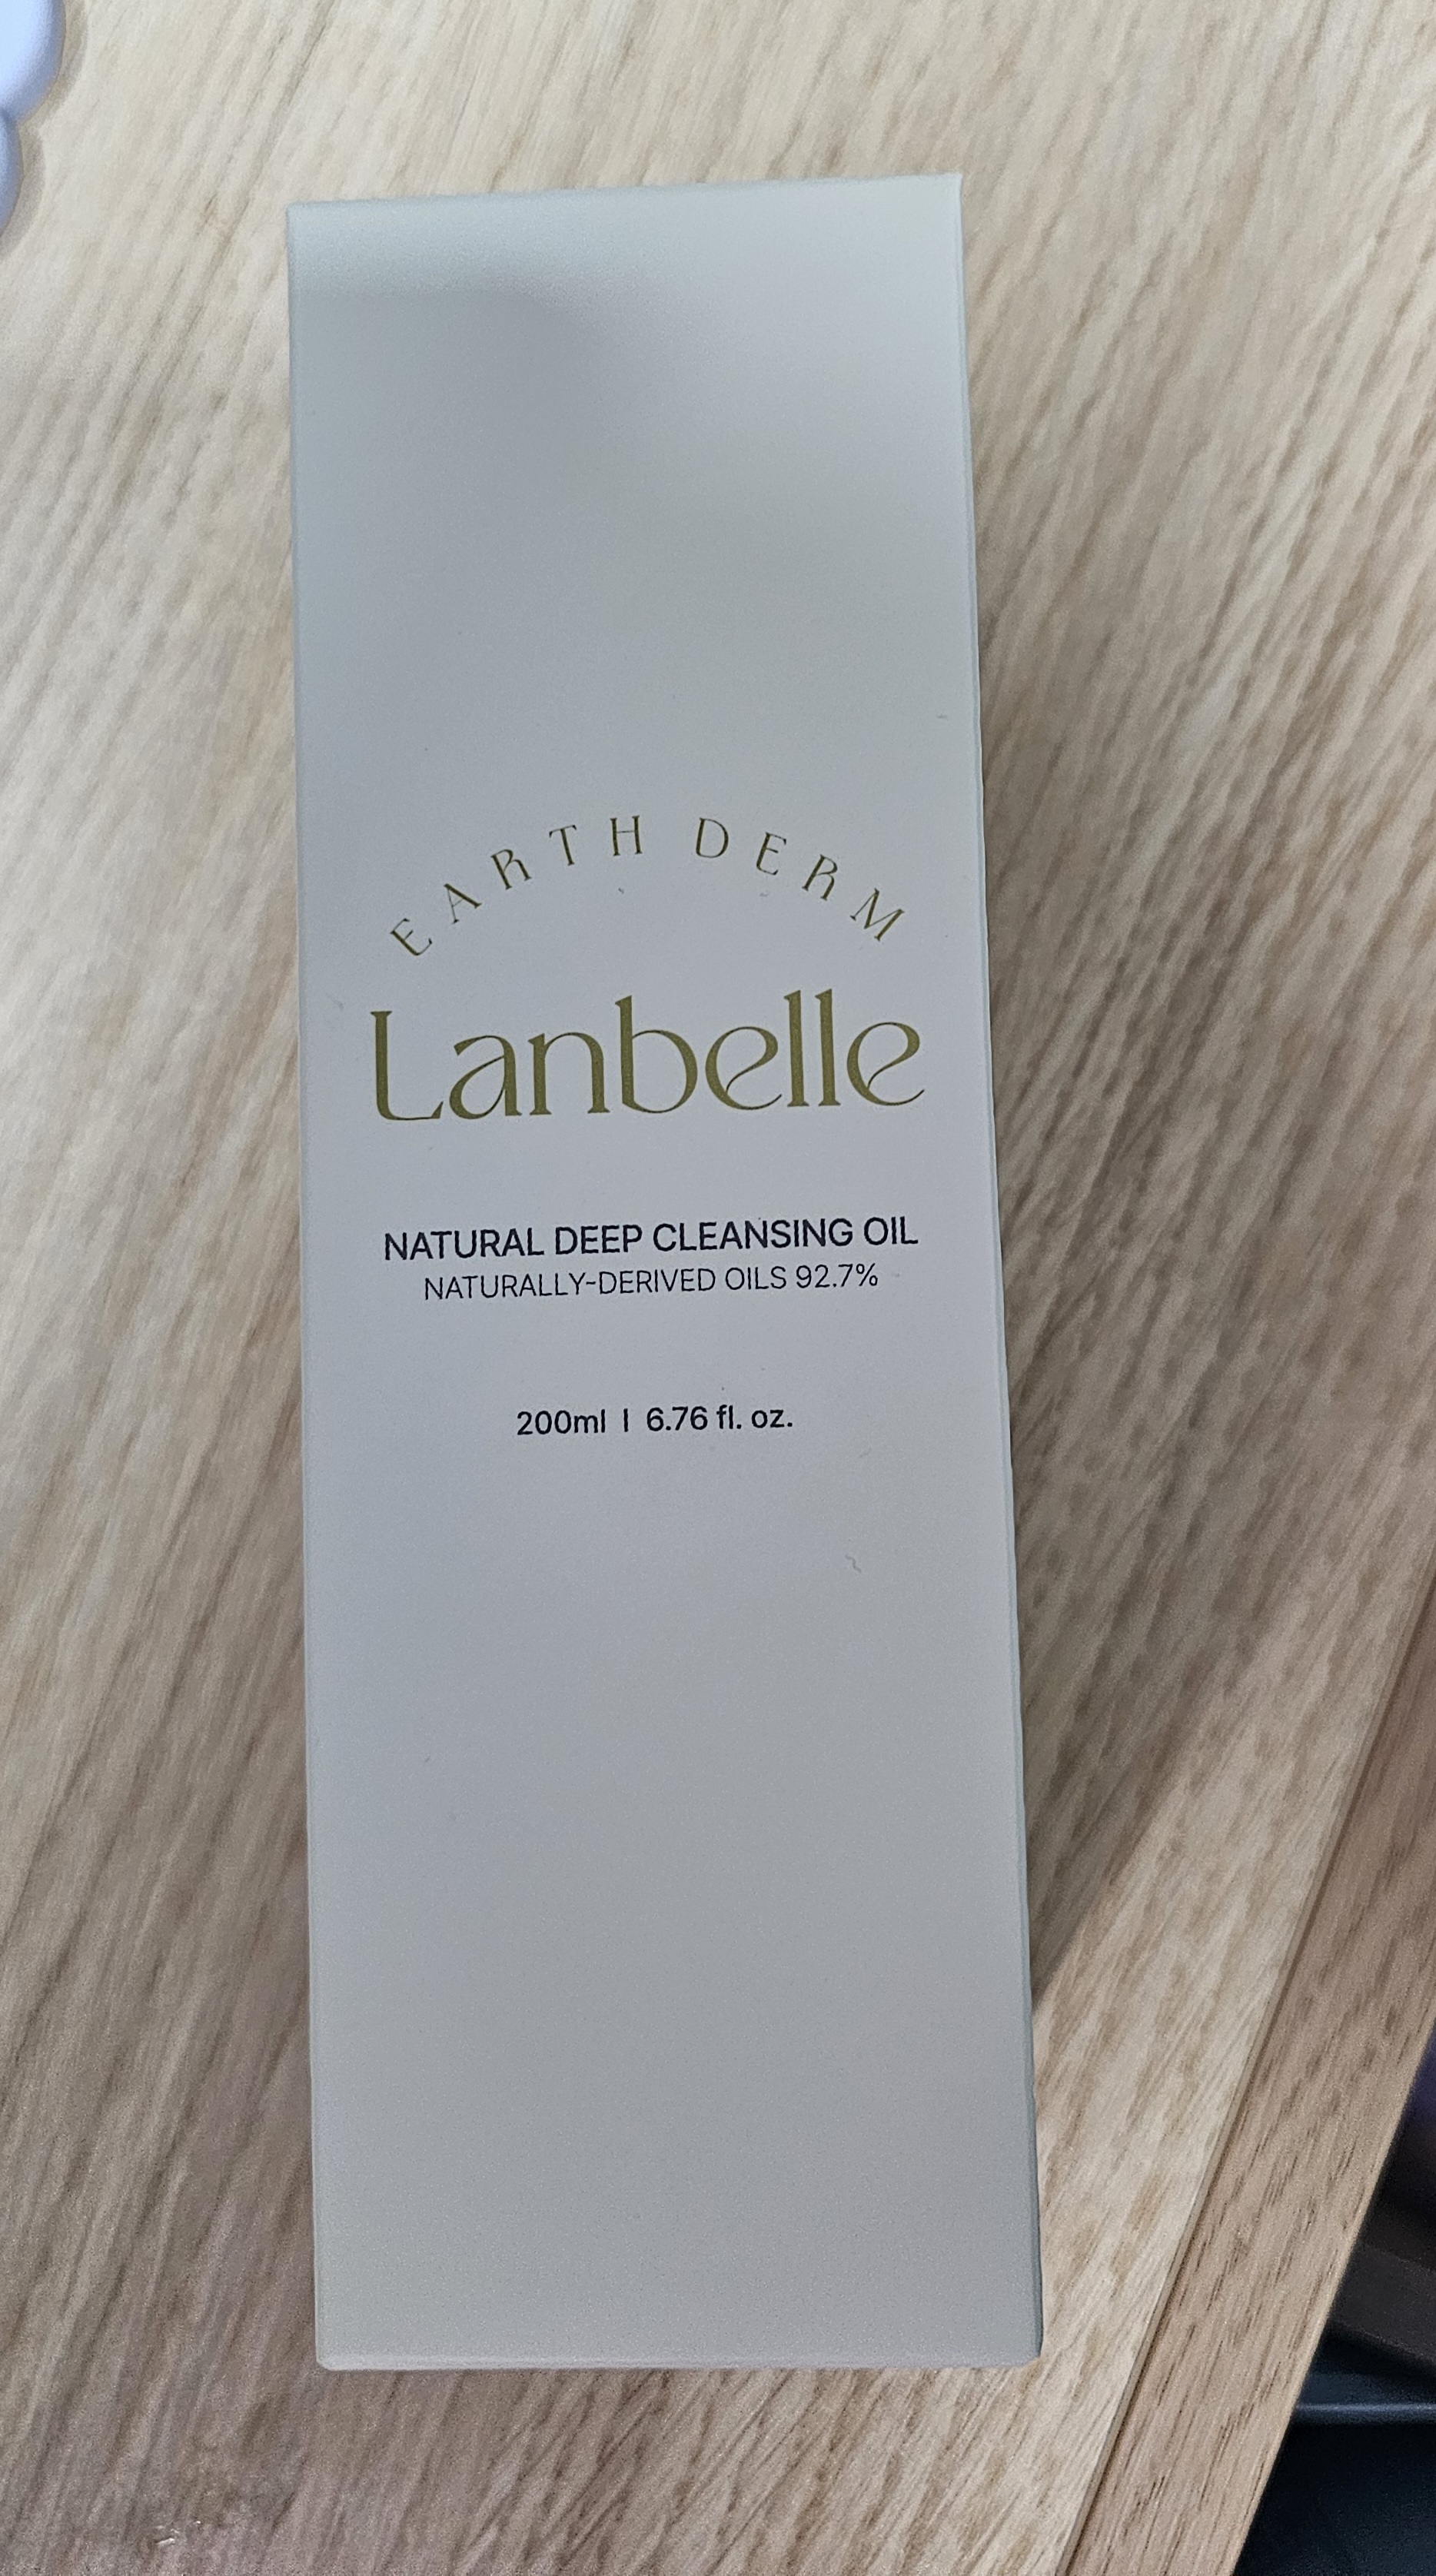 EARTH DERM
Lanbelle
NATURAL DEEP CLEANSING OIL
NATURALLY-DERIVED OILS 92.7%
200ml | 6.76 fl. oz.